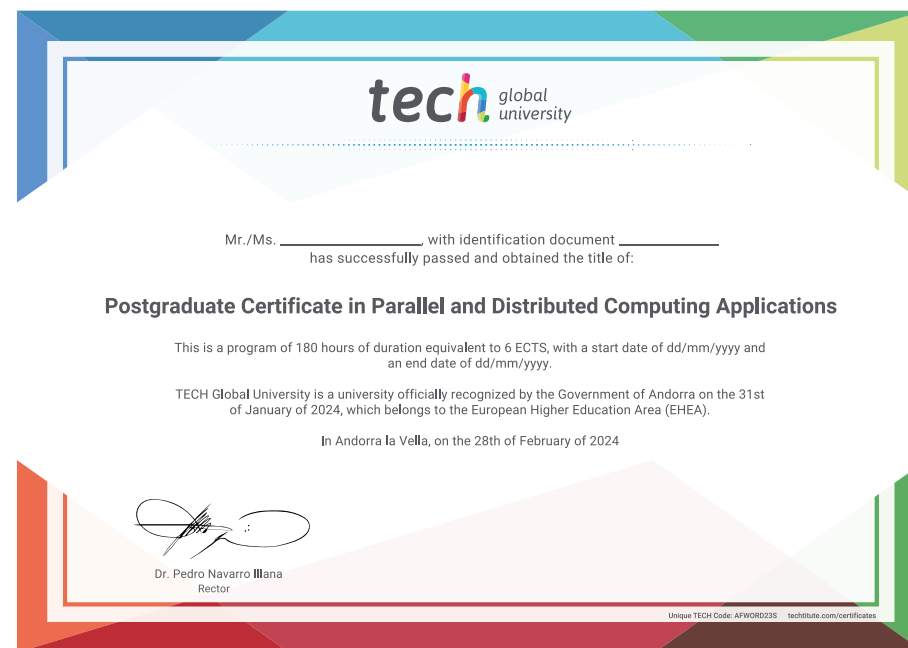 tech global university
Mr./Ms. ____________________, with identification document ______________
has successfully passed and obtained the title of:
Postgraduate Certificate in Parallel and Distributed Computing Applications
This is a program of 180 hours of duration equivalent to 6 ECTS, with a start date of dd/mm/yyyy and
an end date of dd/mm/yyyy.
TECH Global University is a university officially recognized by the Government of Andorra on the 31st
of January of 2024, which belongs to the European Higher Education Area (EHEA).
In Andorra la Vella, on the 28th of February of 2024
Dr. Pedro Navarro Illana
Rector
Unique TECH Code: AFWORD23S techtitute.com/certificates